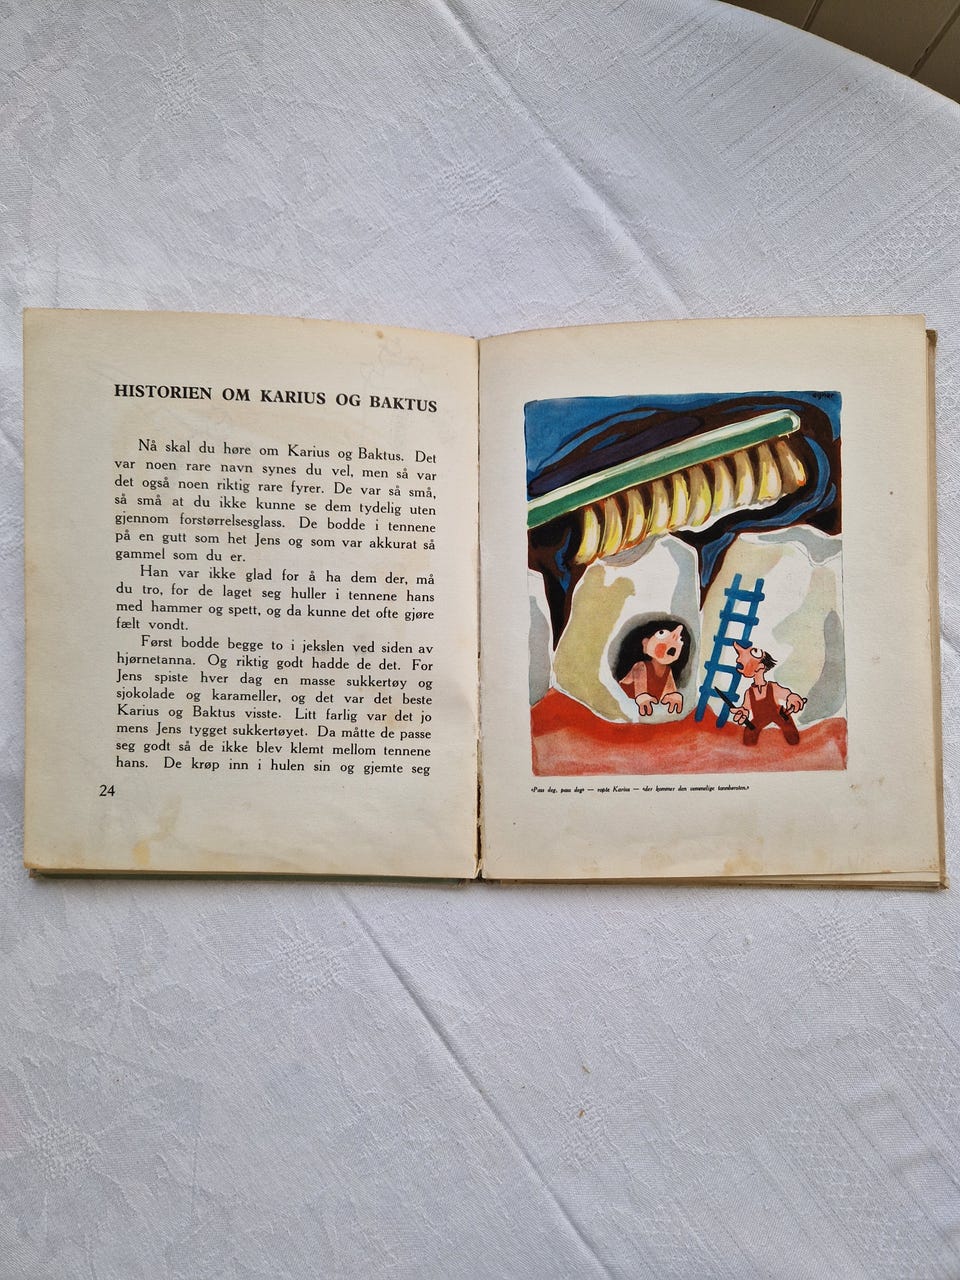 HISTORIEN OM KARIUS OG BAKTUS
Nå skal du høre om Karius og Baktus. Det
var noen rare navn synes du vel, men så var
det også noen riktig rare fyrer. De var så små,
så små at du ikke kunne se dem tydelig uten
gjennom forstørrelsesglass. De bodde i tennene
på en gutt som het Jens og som var akkurat så
gammel som du er.
Han var ikke glad for å ha dem der, må
du tro, for de laget seg huller i tennene hans
med hammer og spett, og da kunne det ofte gjøre
fælt vondt.
Først bodde begge to i jekslen ved siden av
hjørnetanna. Og riktig godt hadde de det. For
Jens spiste hver dag en masse sukkertøy og
sjokolade og karameller, og det var det beste
Karius og Baktus visste. Litt farlig var det jo
mens Jens tygget sukkertøyet. Da måtte de passe
seg godt så de ikke blev klemt mellom tennene
hans. De krøp inn i hulen sin og gjemte seg
24
egner
«Pass deg, pass deg» — ropte Karius — «der kommer den vemmelige tannbørsten.»